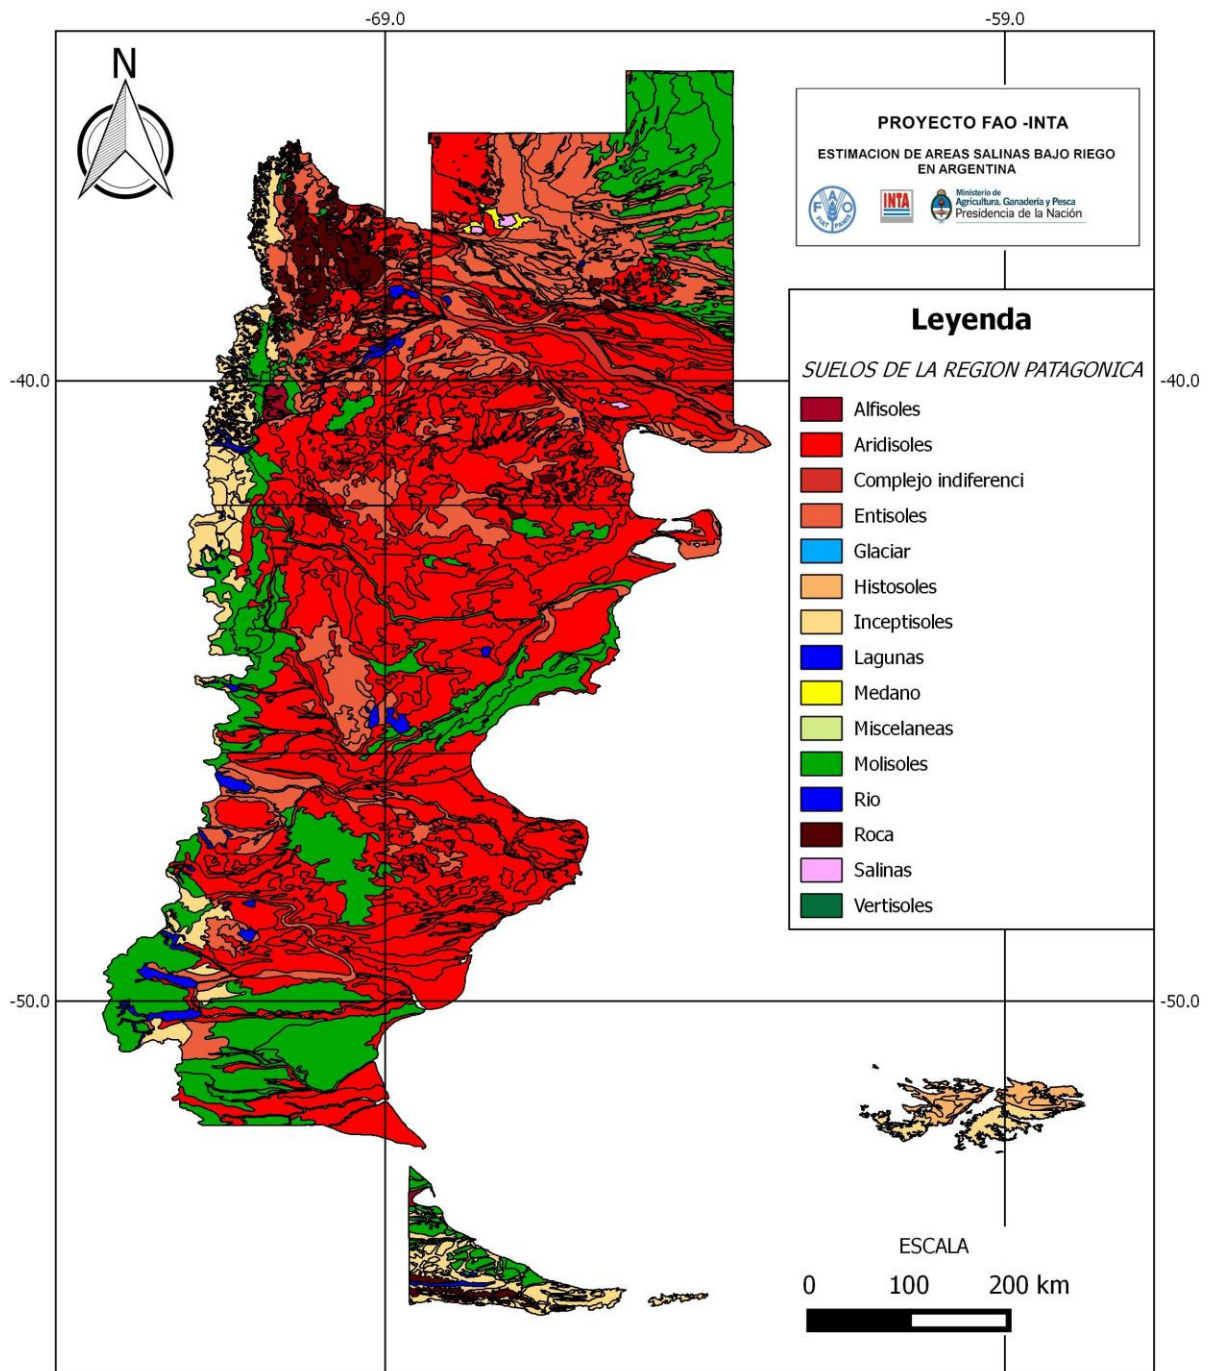 -69.0
-59.0
N
PROYECTO FAO -INTA
ESTIMACION DE AREAS SALINAS BAJO RIEGO
EN ARGENTINA
F A O
FIAT PANIS
INTA
Ministerio de
Agricultura, Ganadería y Pesca
Presidencia de la Nación
Leyenda
SUELOS DE LA REGION PATAGONICA
-40.0
-40.0
Alfisoles
Aridisoles
Complejo indiferenci
Entisoles
Glaciar
Histosoles
Inceptisoles
Lagunas
Medano
Miscelaneas
Molisoles
Rio
Roca
Salinas
Vertisoles
-50.0
-50.0
ESCALA
0 100 200 km